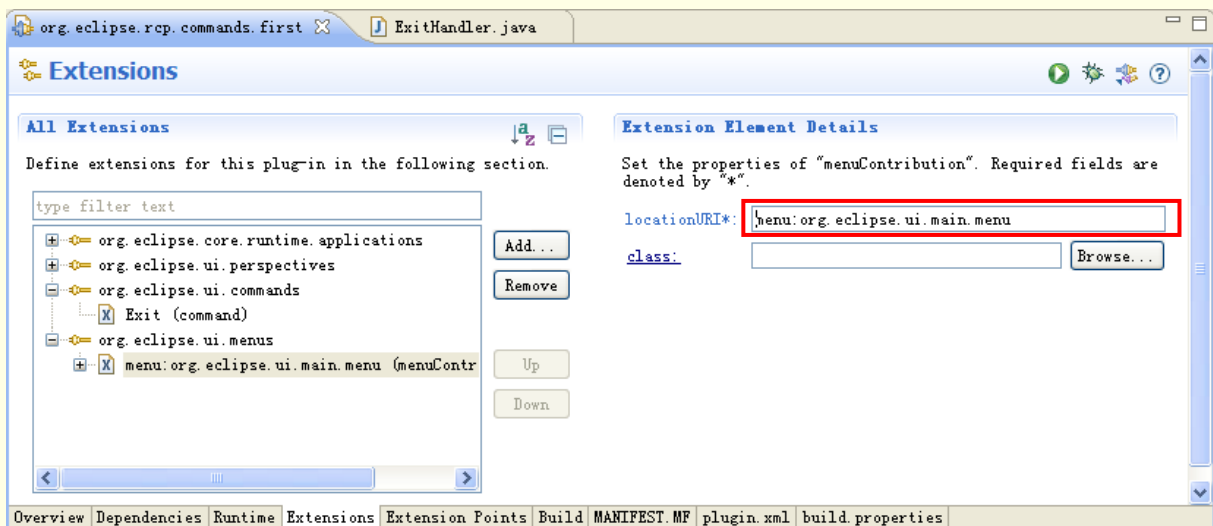 org.eclipse.rcp.commands.first
ExitHandler.java
Extensions
All Extensions
Define extensions for this plug-in in the following section.
type filter text
org.eclipse.core.runtime.applications
org.eclipse.ui.perspectives
org.eclipse.ui.commands
Exit (command)
org.eclipse.ui.menus
menu:org.eclipse.ui.main.menu (menuContr
Add...
Remove
Up
Down
Extension Element Details
Set the properties of "menuContribution". Required fields are
denoted by "*".
locationURI*: menu:org.eclipse.ui.main.menu
class: Browse...
Overview Dependencies Runtime Extensions Extension Points Build MANIFEST.MF plugin.xml build.properties